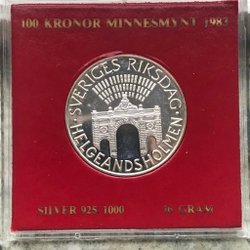 100 KRONOR MINNESMYNT 1983
SVERIGES RIKSDAG
HELGEANDSHOLMEN
SILVER 925/1000 16 GRAM